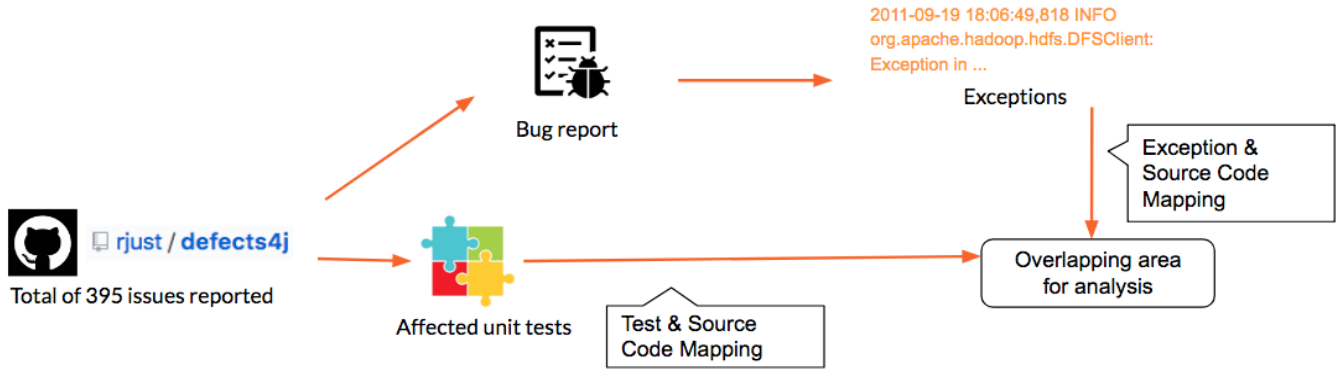 2011-09-19 18:06:49,818 INFO
org.apache.hadoop.hdfs.DFSClient:
Exception in ...
Exceptions
Bug report
Exception &
Source Code
Mapping
rjust / defects4j
Total of 395 issues reported
Affected unit tests
Test & Source
Code Mapping
Overlapping area
for analysis